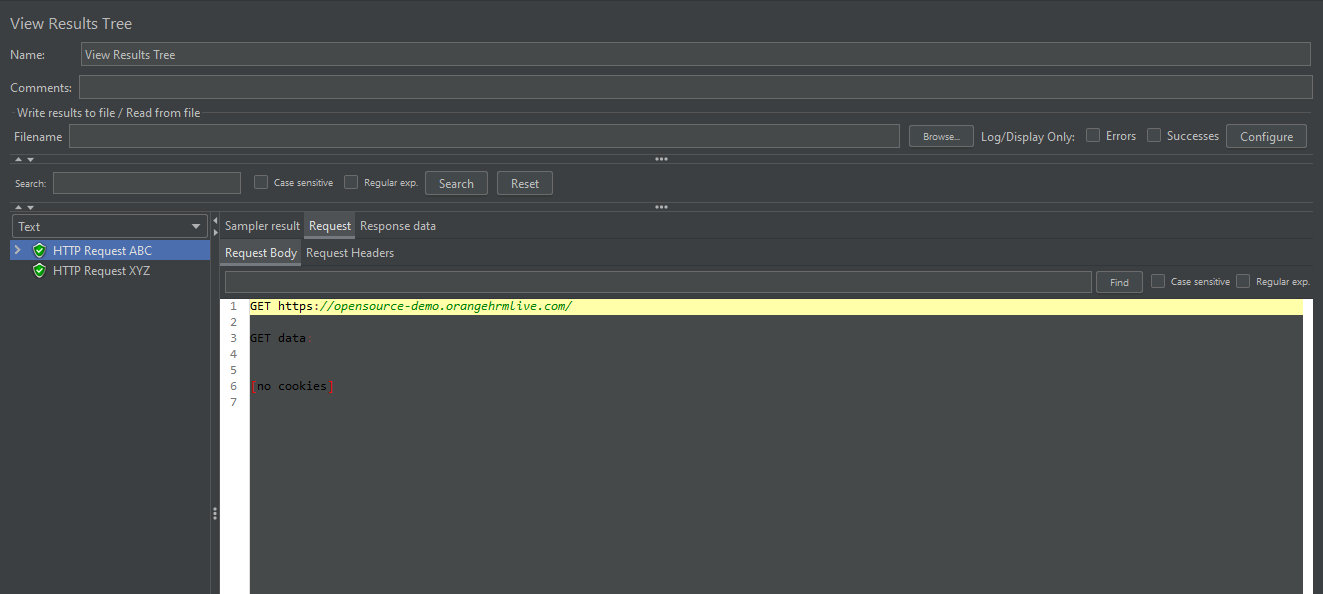 View Results Tree
Name: View Results Tree
Comments:
Write results to file / Read from file
Filename Browse... Log/Display Only: Errors Successes Configure
Search: Case sensitive Regular exp. Search Reset
Text
HTTP Request ABC
HTTP Request XYZ
Sampler result Request Response data
Request Body Request Headers
Find Case sensitive Regular exp.
1 GET https://opensource-demo.orangehrmlive.com/
2
3 GET data:
4
5
6 [no cookies]
7